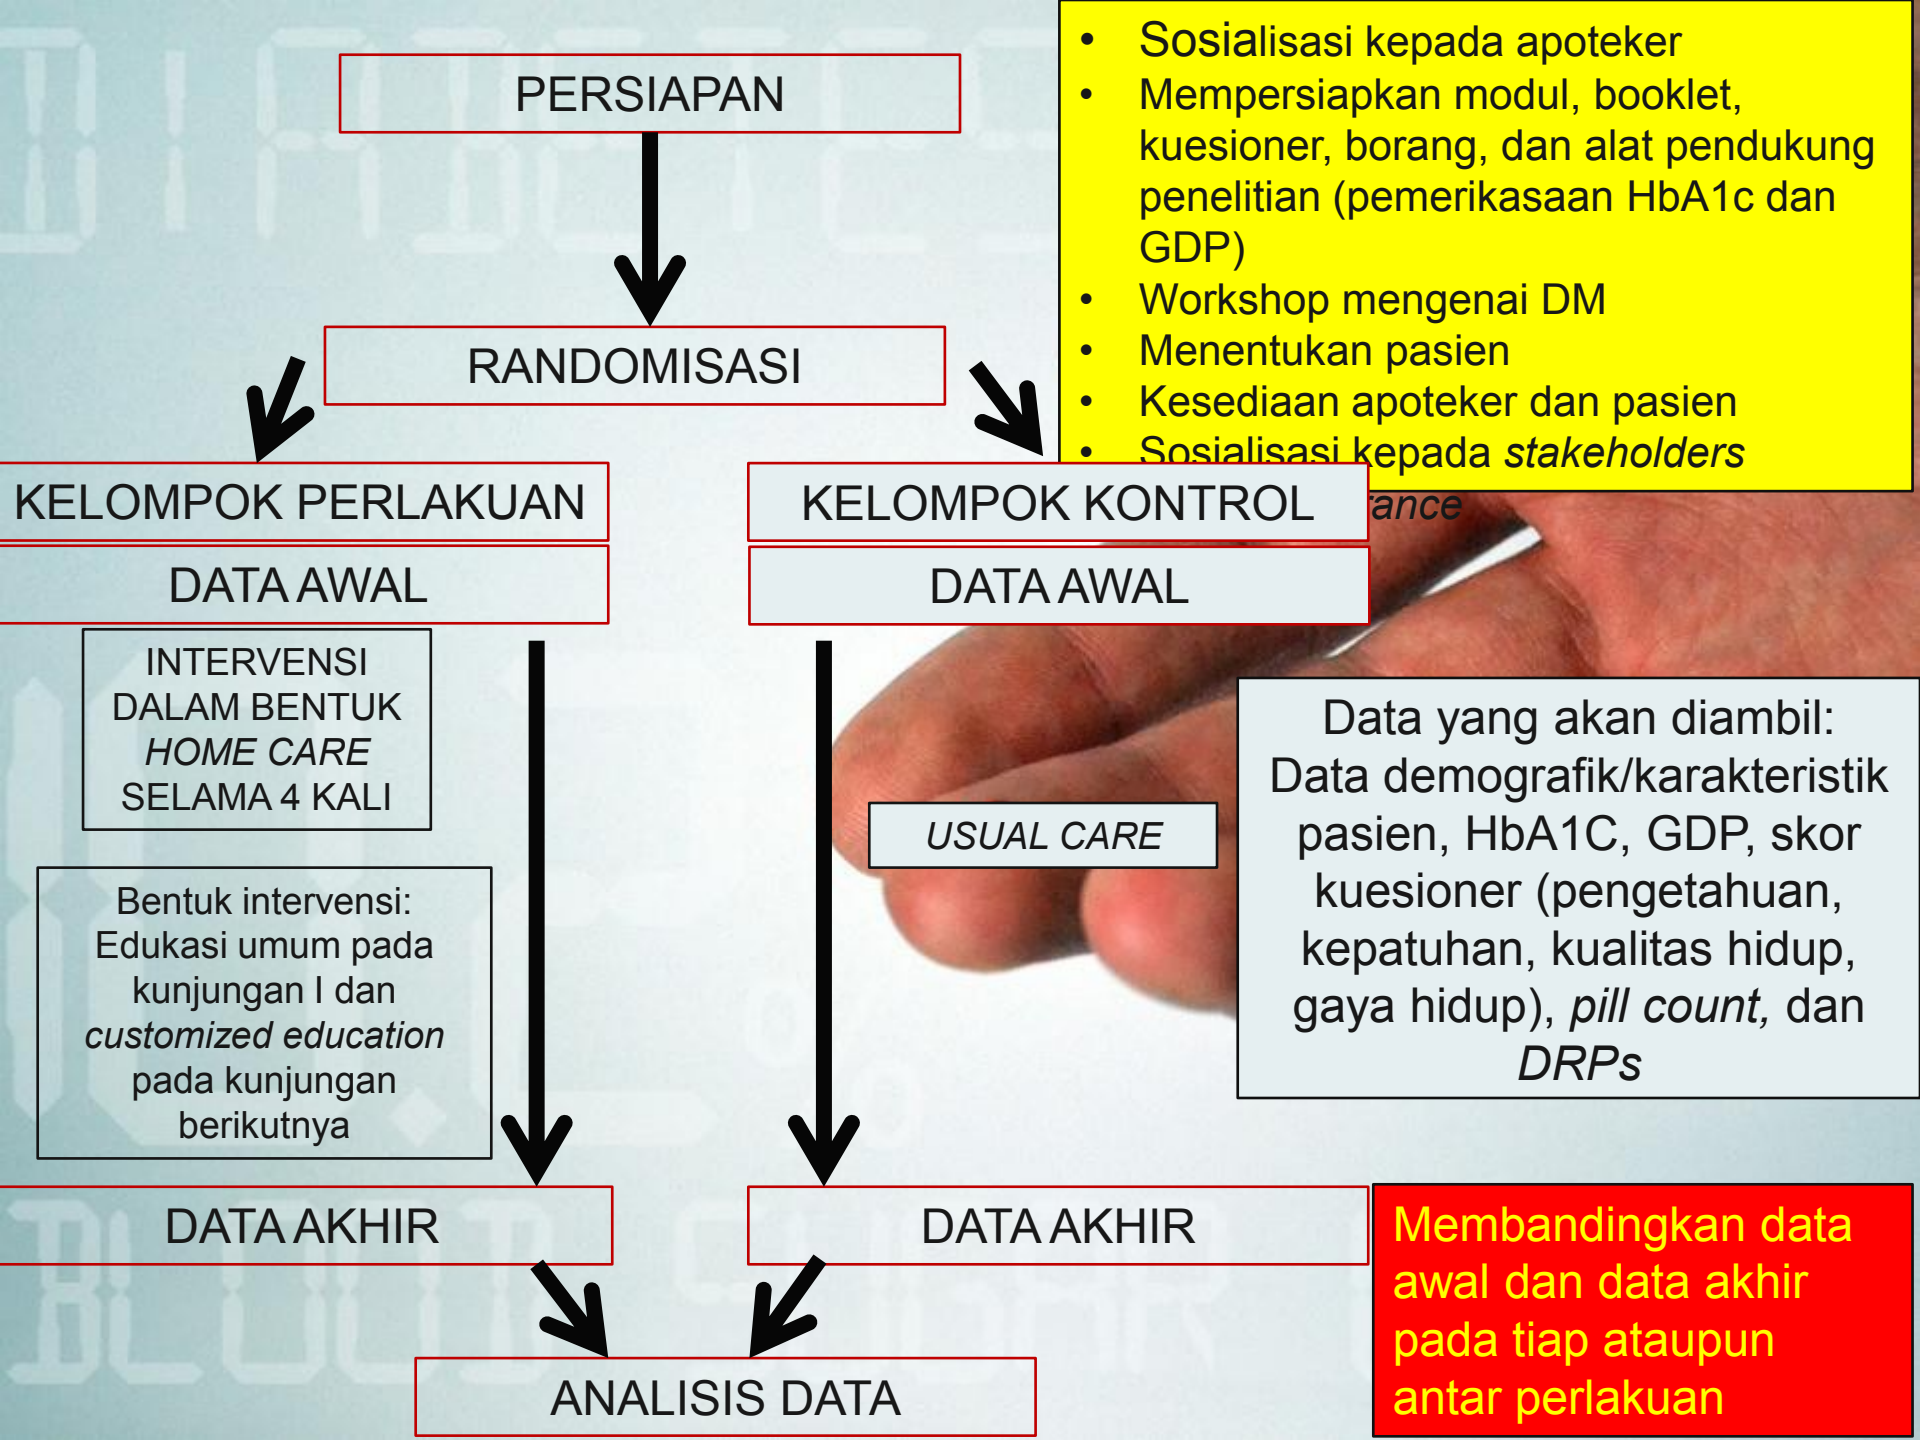 PERSIAPAN
• Sosialisasi kepada apoteker
• Mempersiapkan modul, booklet,
kuesioner, borang, dan alat pendukung
penelitian (pemerikasaan HbA1c dan
GDP)
• Workshop mengenai DM
• Menentukan pasien
• Kesediaan apoteker dan pasien
• Sosialisasi kepada stakeholders
RANDOMISASI
KELOMPOK PERLAKUAN
KELOMPOK KONTROL
DATA AWAL
DATA AWAL
INTERVENSI
DALAM BENTUK
HOME CARE
SELAMA 4 KALI
USUAL CARE
Data yang akan diambil:
Data demografik/karakteristik
pasien, HbA1C, GDP, skor
kuesioner (pengetahuan,
kepatuhan, kualitas hidup,
gaya hidup), pill count, dan
DRPs
Bentuk intervensi:
Edukasi umum pada
kunjungan I dan
customized education
pada kunjungan
berikutnya
DATA AKHIR
DATA AKHIR
Membandingkan data
awal dan data akhir
pada tiap ataupun
antar perlakuan
ANALISIS DATA
DIABETES
BLOOD SUGAR